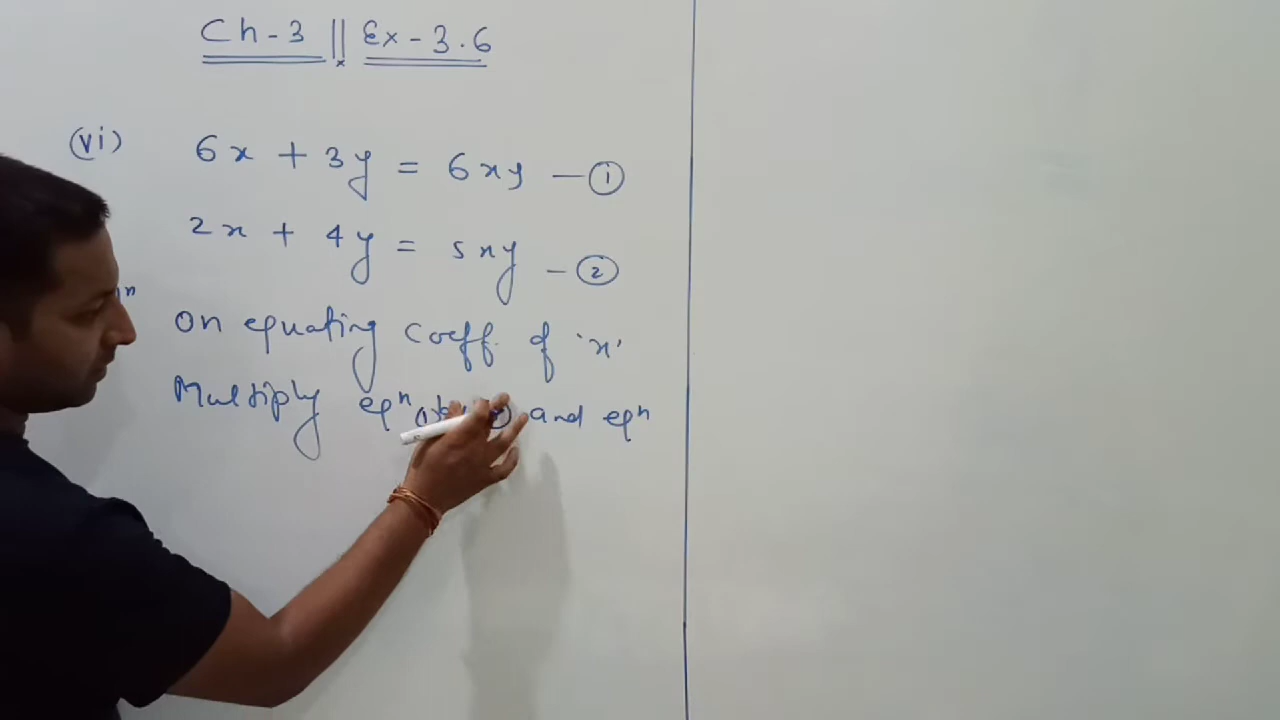 Ch-3 || Ex-3.6
(vi) 6x + 3y = 6xy — ①
2x + 4y = 5xy — ②
On equating coeff. of 'x'
Multiply eqⁿ and eqⁿ